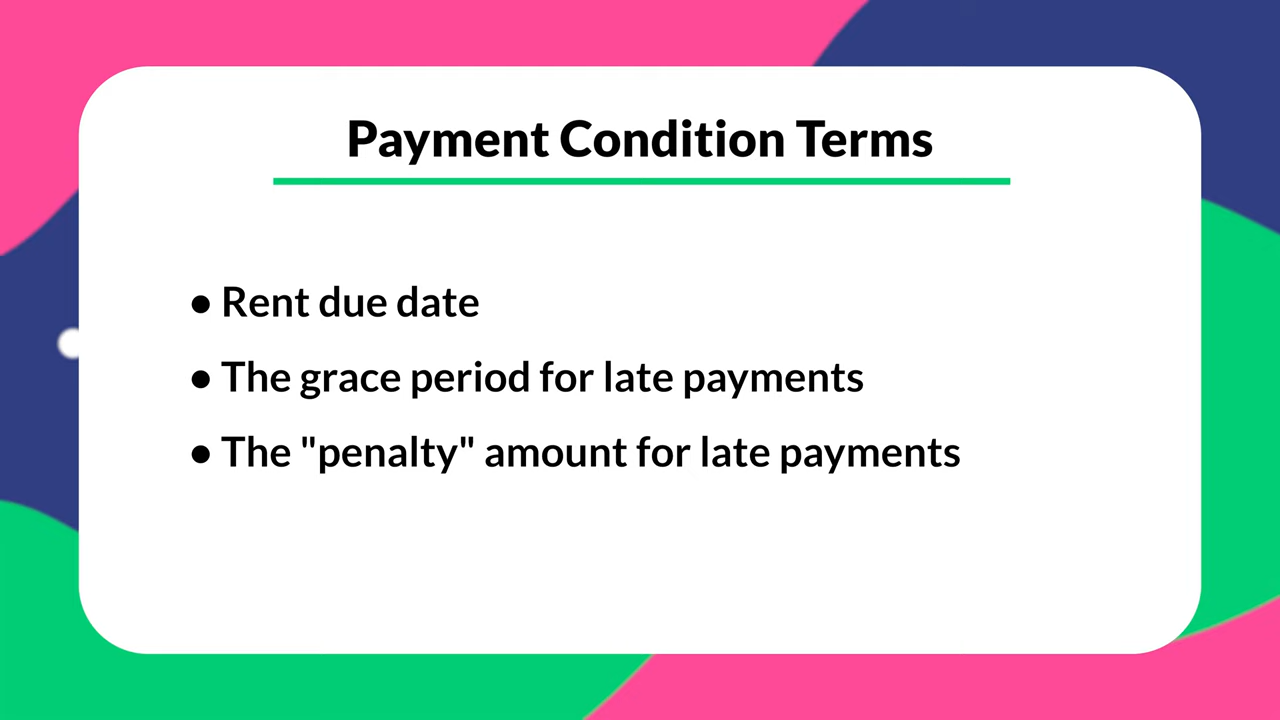 Payment Condition Terms
● Rent due date
● The grace period for late payments
● The "penalty" amount for late payments